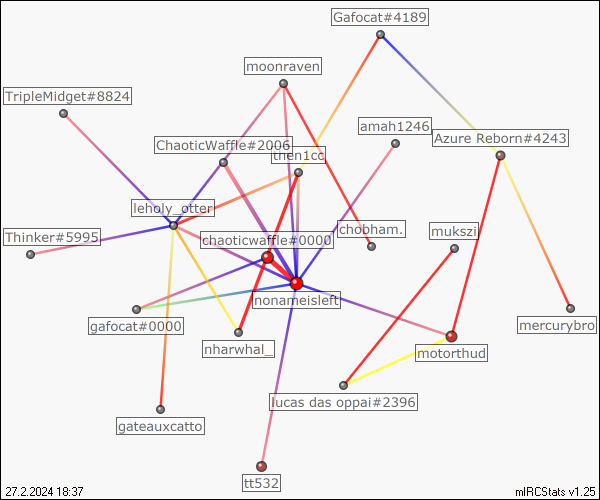 Gafocat#4189
moonraven
TripleMidget#8824
amah1246
Azure Reborn#4243
ChaoticWaffle#2006
then1cc
leholy_otter
chobham.
mukszi
Thinker#5995
chaoticwaffle#0000
nonameisleft
gafocat#0000
mercurybro
nharwhal_
motorthud
lucas das oppai#2396
gateauxcatto
tt532
27.2.2024 18:37
mIRCStats v1.25